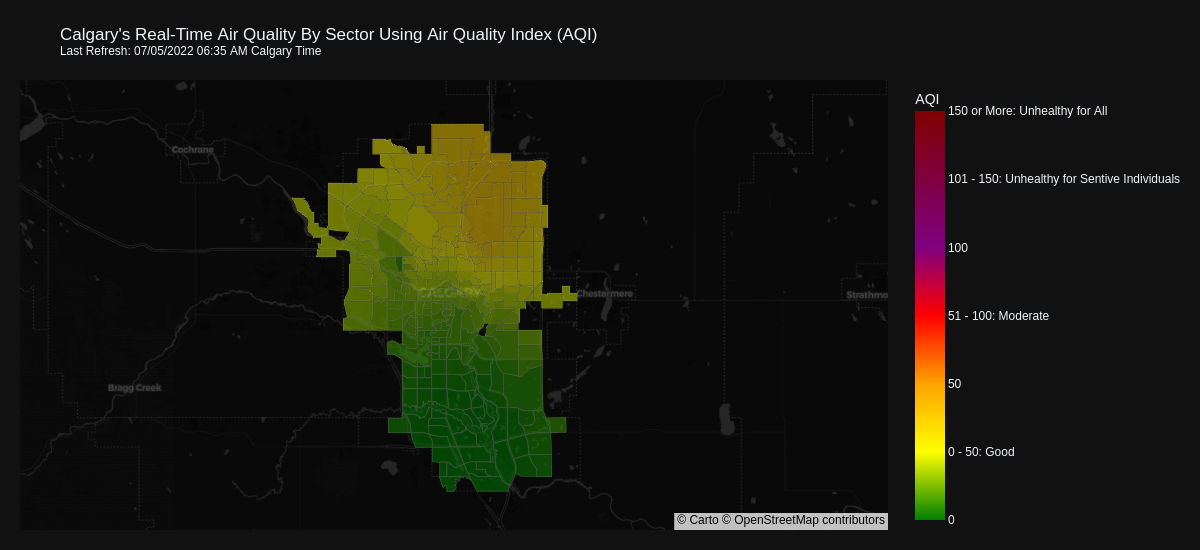 Calgary's Real-Time Air Quality By Sector Using Air Quality Index (AQI)
Last Refresh: 07/05/2022 06:35 AM Calgary Time
AQI
150 or More: Unhealthy for All
Cochrane
101 - 150: Unhealthy for Sentive Individuals
100
CALGARY
Chestermere
Strathmo
51 - 100: Moderate
50
Bragg Creek
0 - 50: Good
0
© Carto © OpenStreetMap contributors